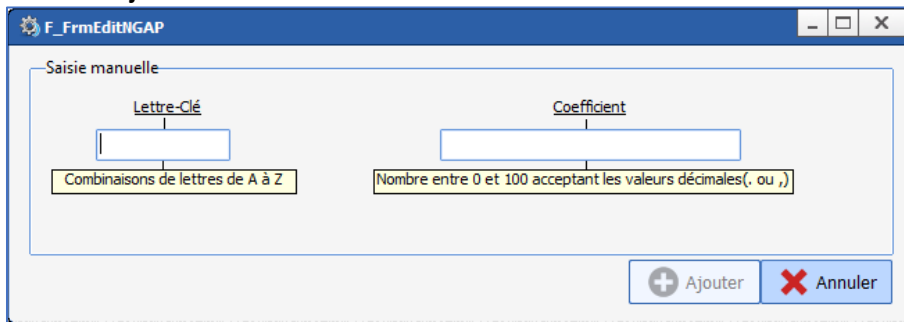 F_FrmEditNGAP
Saisie manuelle
Lettre-Clé
Coefficient
Combinaisons de lettres de A à Z
Nombre entre 0 et 100 acceptant les valeurs décimales(. ou ,)
Ajouter
Annuler